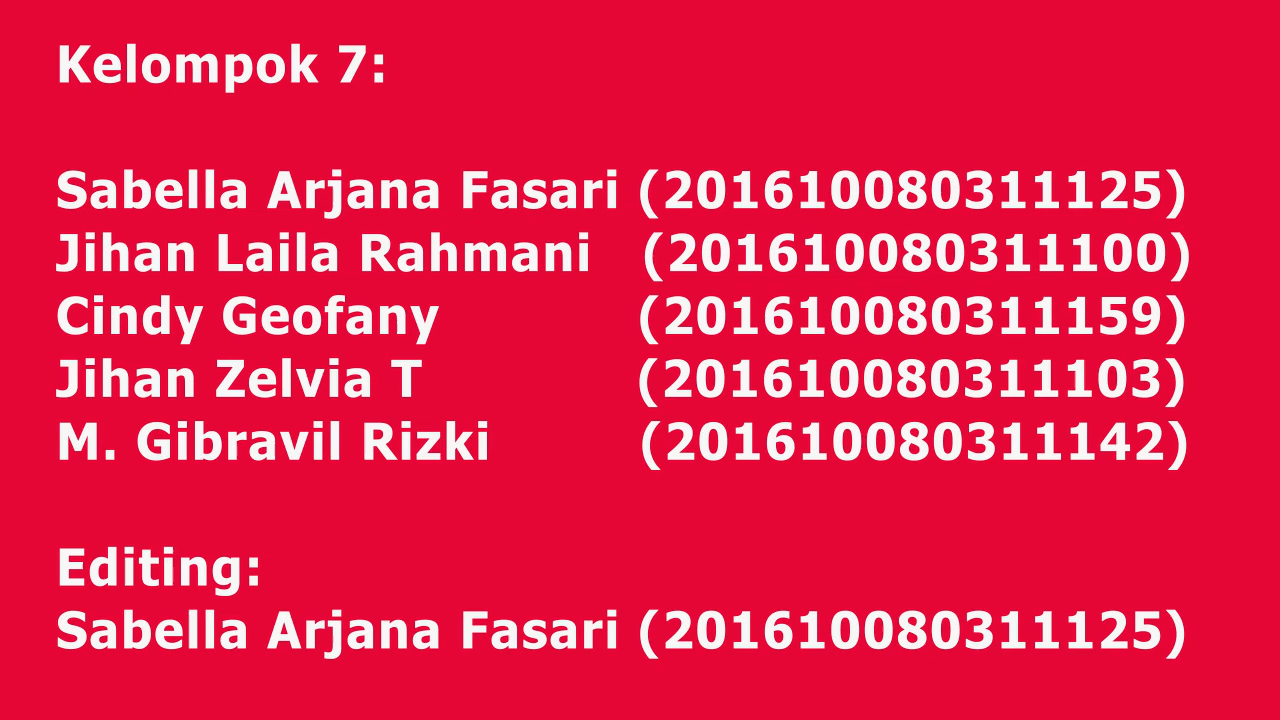 Kelompok 7:
Sabella Arjana Fasari (201610080311125)
Jihan Laila Rahmani (201610080311100)
Cindy Geofany (201610080311159)
Jihan Zelvia T (201610080311103)
M. Gibravil Rizki (201610080311142)
Editing:
Sabella Arjana Fasari (201610080311125)